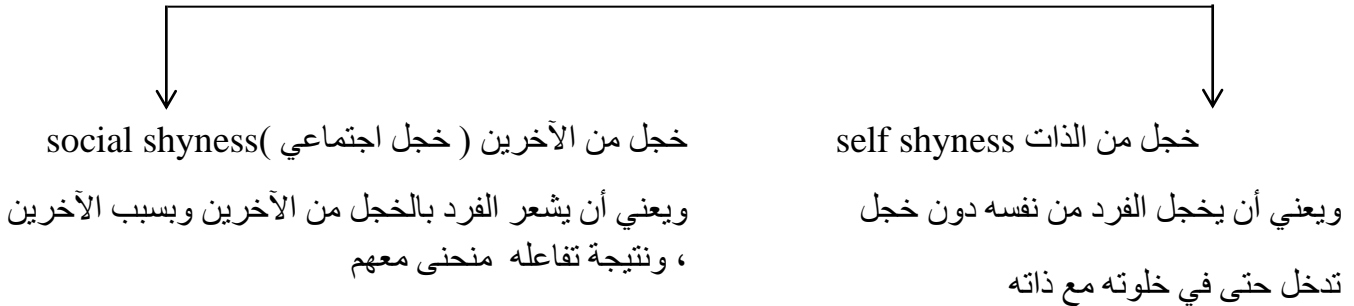 خجل من الذات self shyness
ويعني أن يخجل الفرد من نفسه دون خجل
تدخل حتى في خلوته مع ذاته
خجل من الآخرين ( خجل اجتماعي )social shyness
ويعني أن يشعر الفرد بالخجل من الآخرين وبسبب الآخرين
، ونتيجة تفاعله منحنى معهم